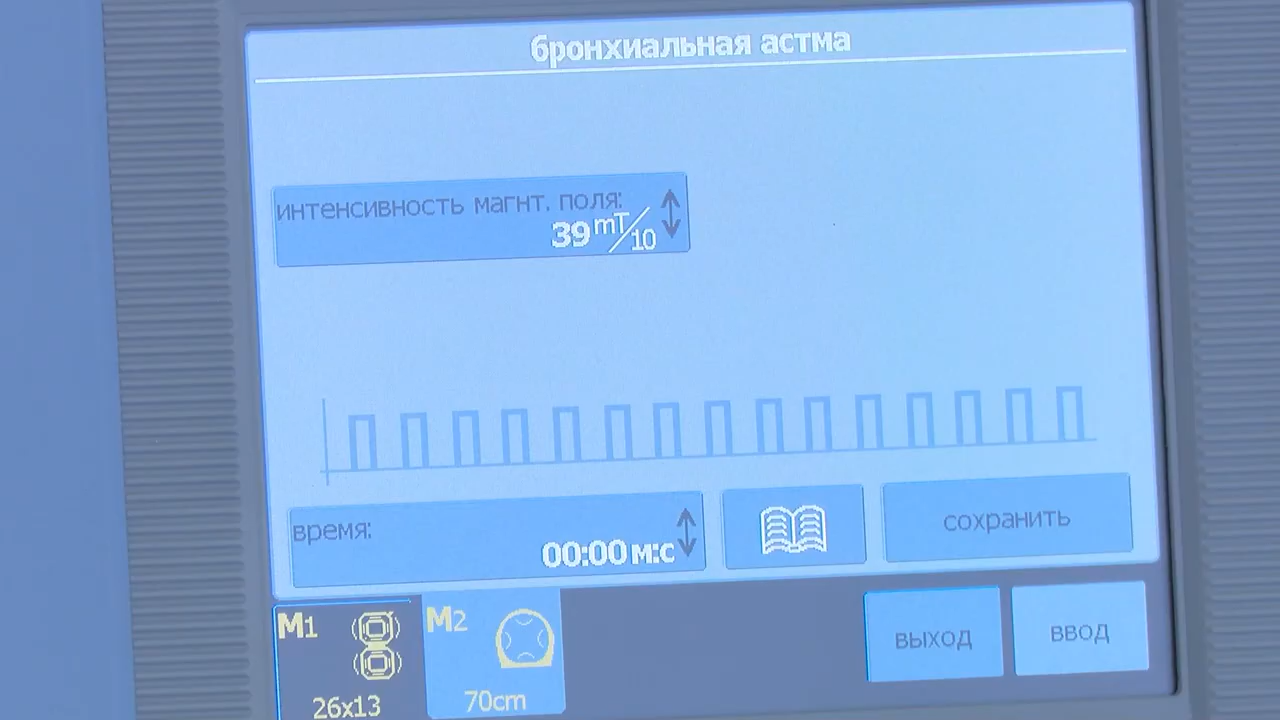 бронхиальная астма
интенсивность магнт. поля:
39 mT/10
время:
00:00 м:с
сохранить
M1
26x13
M2
70cm
выход
ввод